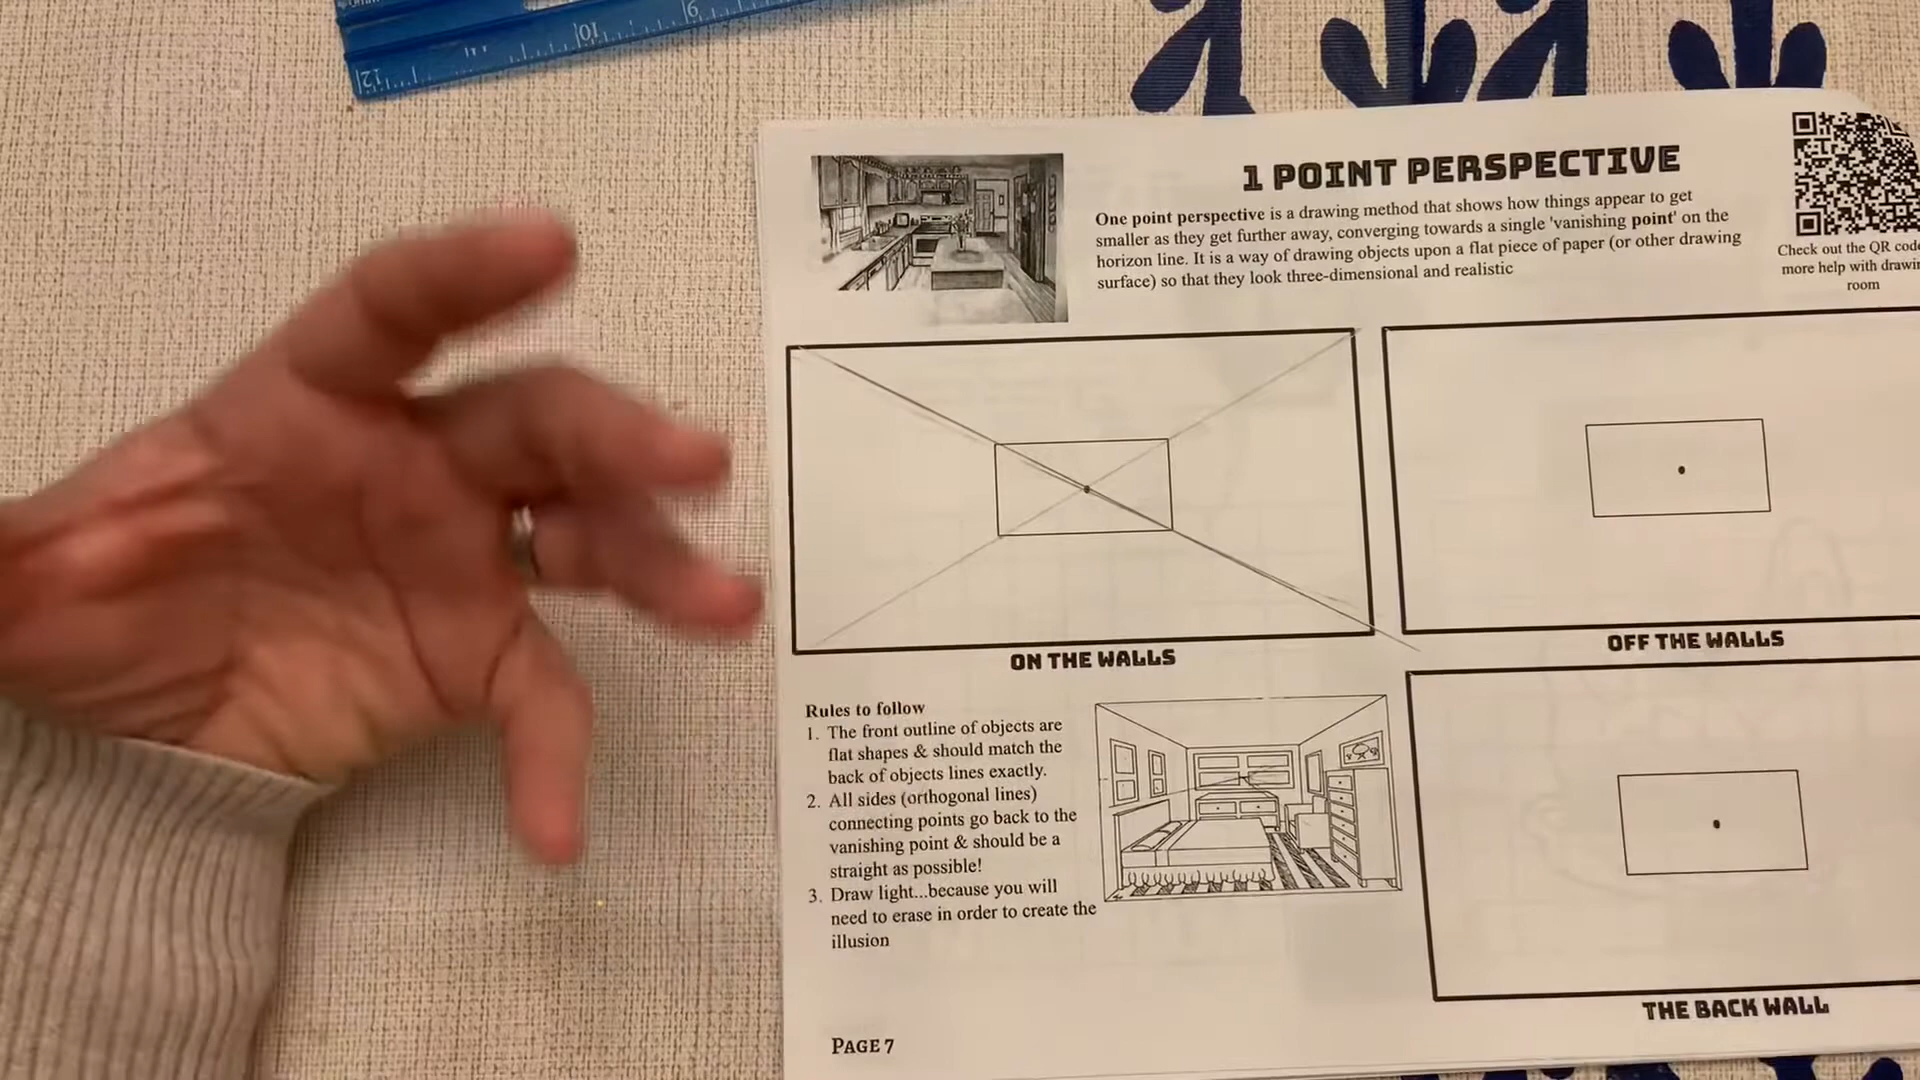 12
10
9
1 POINT PERSPECTIVE
One point perspective is a drawing method that shows how things appear to get
smaller as they get further away, converging towards a single 'vanishing point' on the
horizon line. It is a way of drawing objects upon a flat piece of paper (or other drawing
surface) so that they look three-dimensional and realistic
Check out the QR code
more help with
room
ON THE WALLS
OFF THE WALLS
Rules to follow
1. The front outline of objects are
flat shapes & should match the
back of objects lines exactly.
2. All sides (orthogonal lines)
connecting points go back to the
vanishing point & should be a
straight as possible!
3. Draw light...because you will
need to erase in order to create the
illusion
THE BACK WALL
PAGE 7